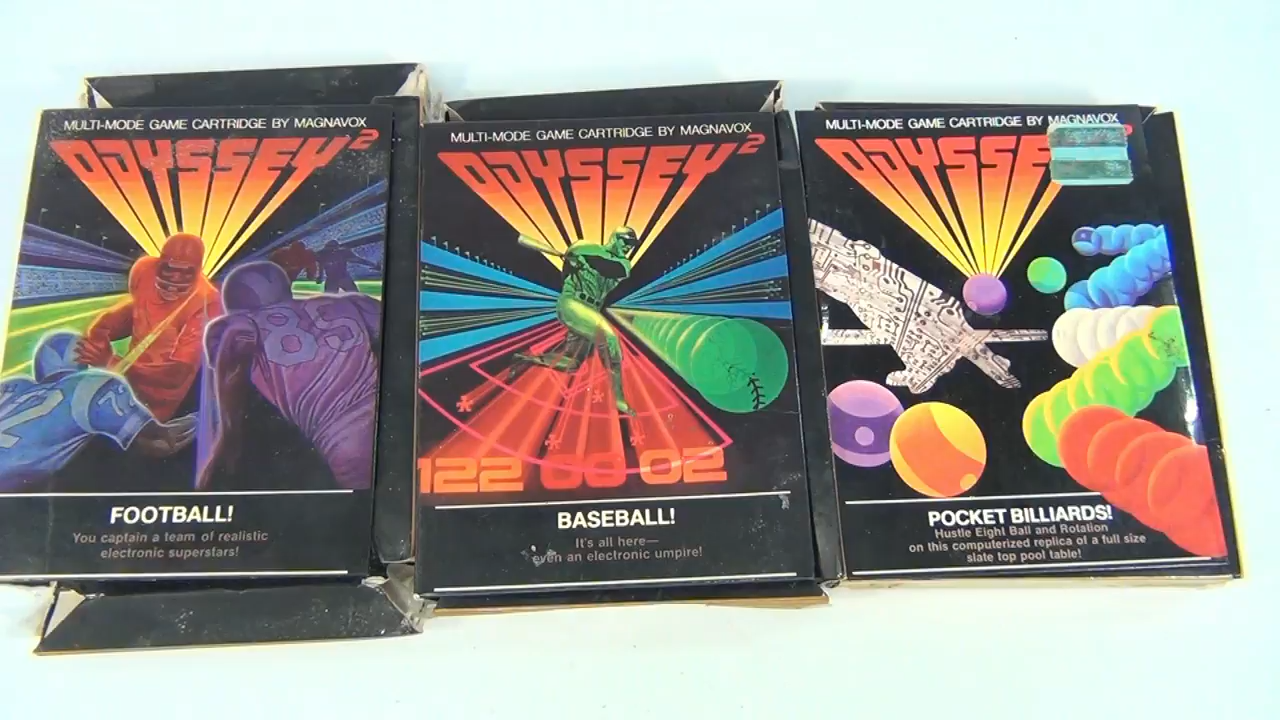 MULTI-MODE GAME CARTRIDGE BY MAGNAVOX
ODYSSEY2
85
FOOTBALL!
You captain a team of realistic
electronic superstars!
MULTI-MODE GAME CARTRIDGE BY MAGNAVOX
ODYSSEY2
122 00 02
BASEBALL!
It's all here—
even an electronic umpire!
MULTI-MODE GAME CARTRIDGE BY MAGNAVOX
ODYSSE
POCKET BILLIARDS!
Hustle Eight Ball and Rotation
on this computerized replica of a full size
slate top pool table!